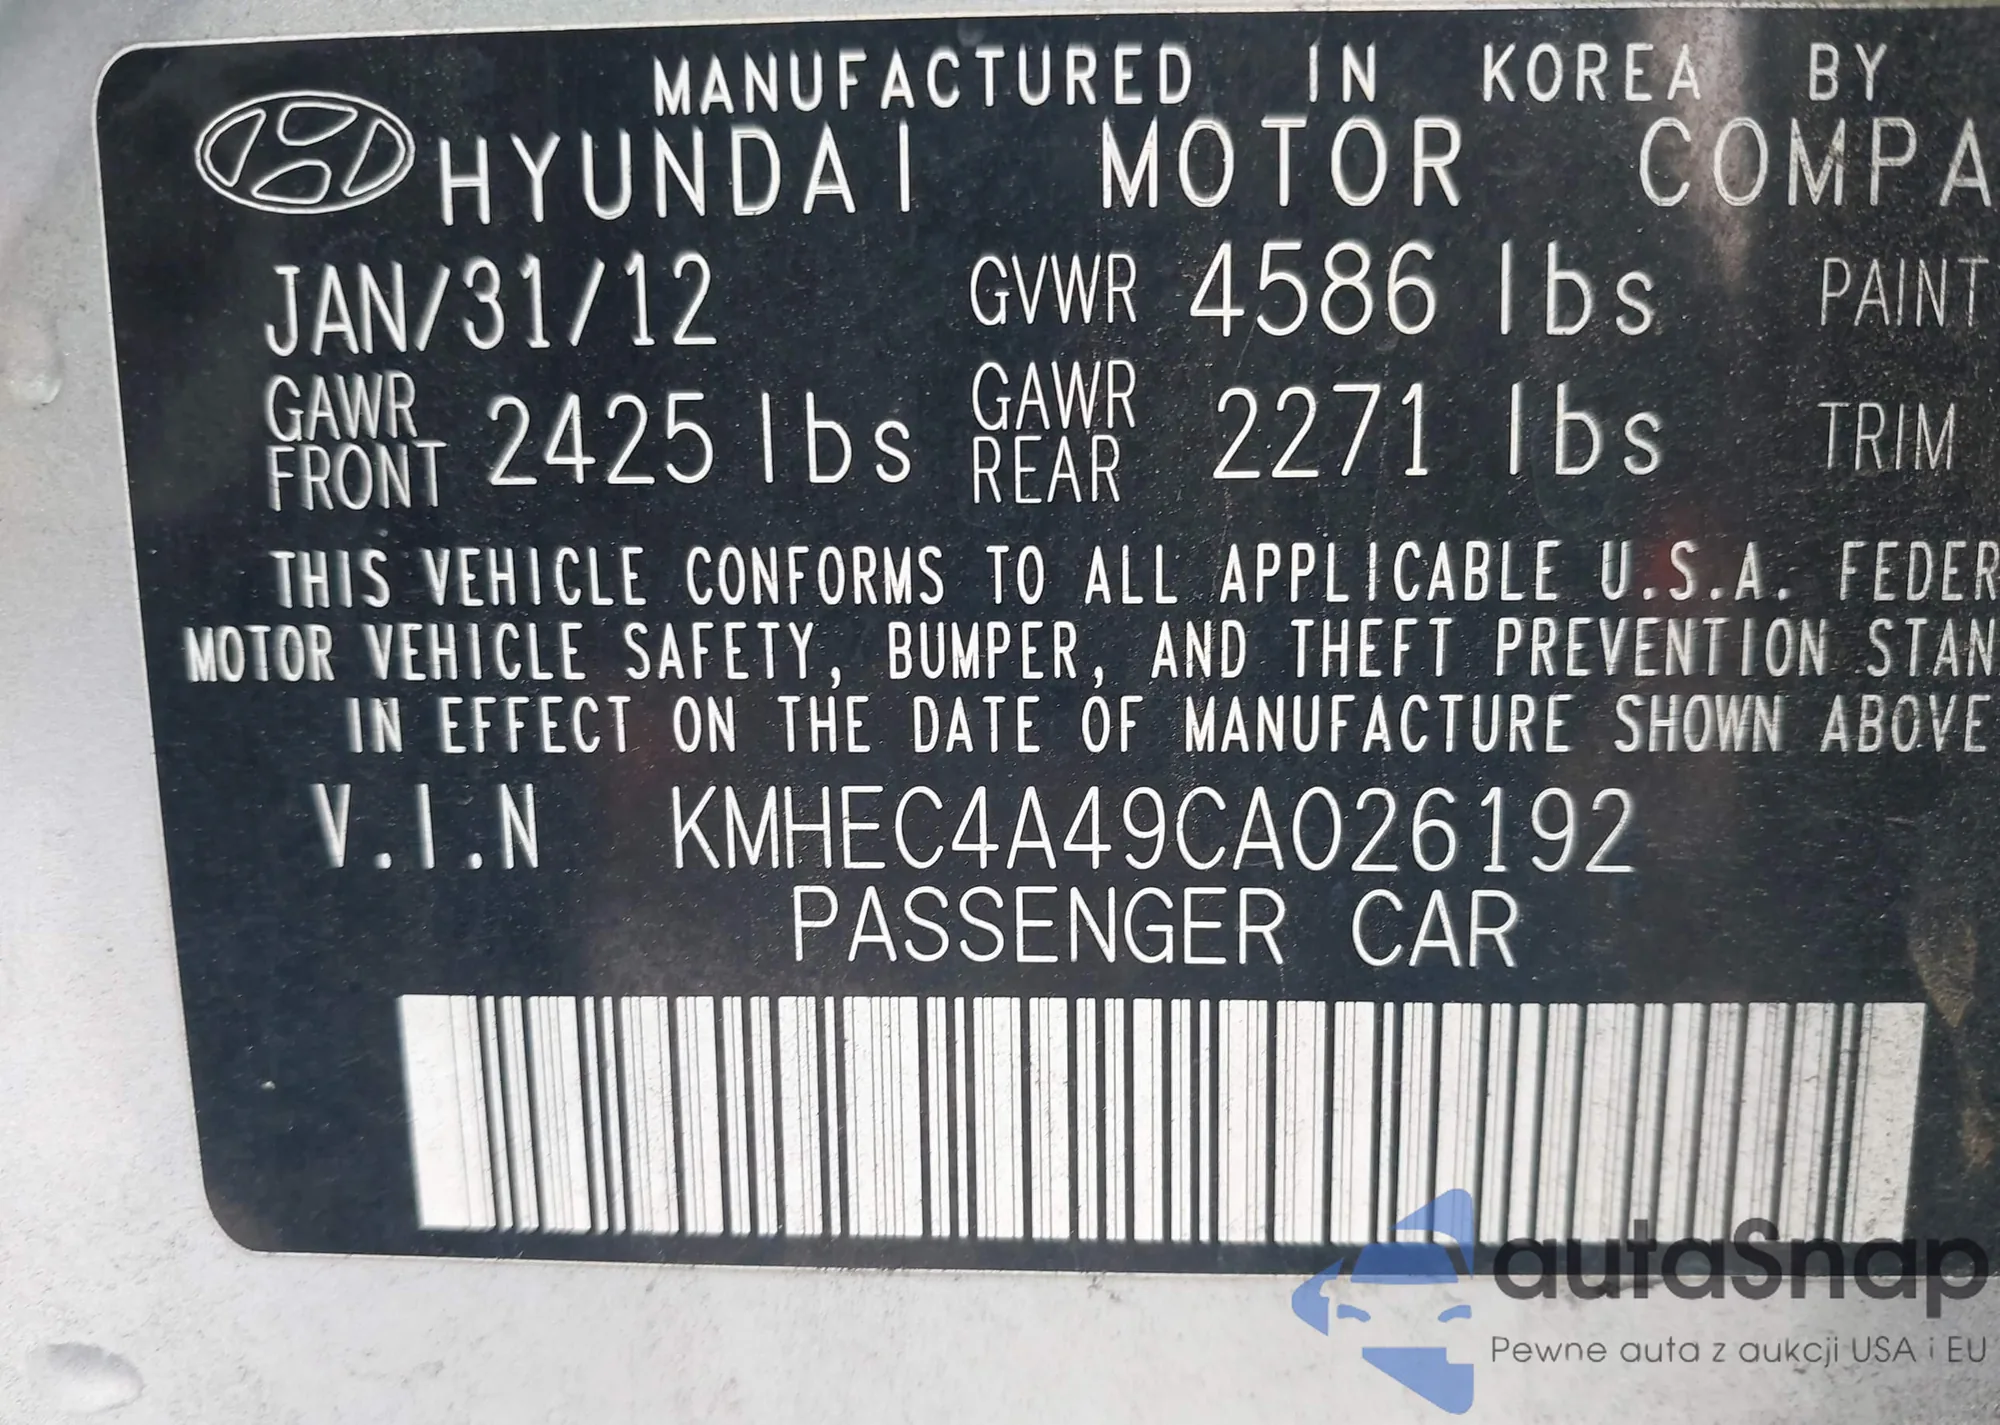 MANUFACTURED IN KOREA BY
HYUNDAI MOTOR COMPA
JAN/31/12 GVWR 4586 lbs PAINT
GAWR FRONT 2425 lbs GAWR REAR 2271 lbs TRIM
THIS VEHICLE CONFORMS TO ALL APPLICABLE U.S.A. FEDER
MOTOR VEHICLE SAFETY, BUMPER, AND THEFT PREVENTION STAN
IN EFFECT ON THE DATE OF MANUFACTURE SHOWN ABOVE
V.I.N KMHEC4A49CA026192
PASSENGER CAR
autaSnap
Pewne auta z aukcji USA i EU